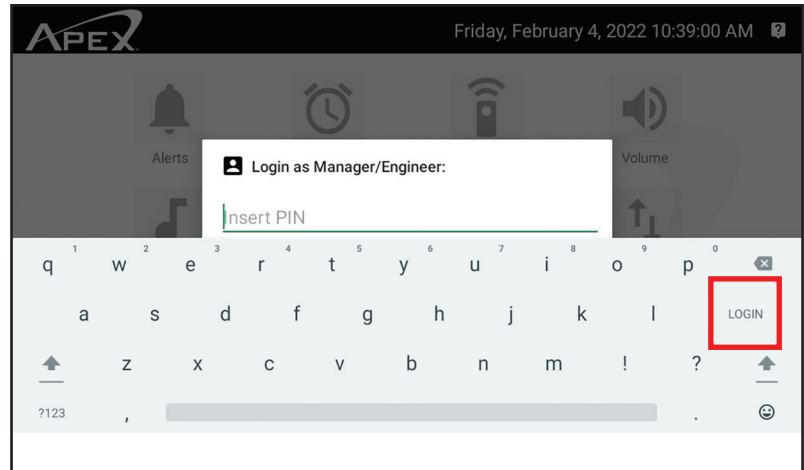 APEX
Friday, February 4, 2022 10:39:00 AM ?
Alerts
Volume
Login as Manager/Engineer:
Insert PIN
1 2 3 4 5 6 7 8 9 0
q w e r t y u i o p
a s d f g h j k l LOGIN
z x c v b n m ! ?
?123 , .